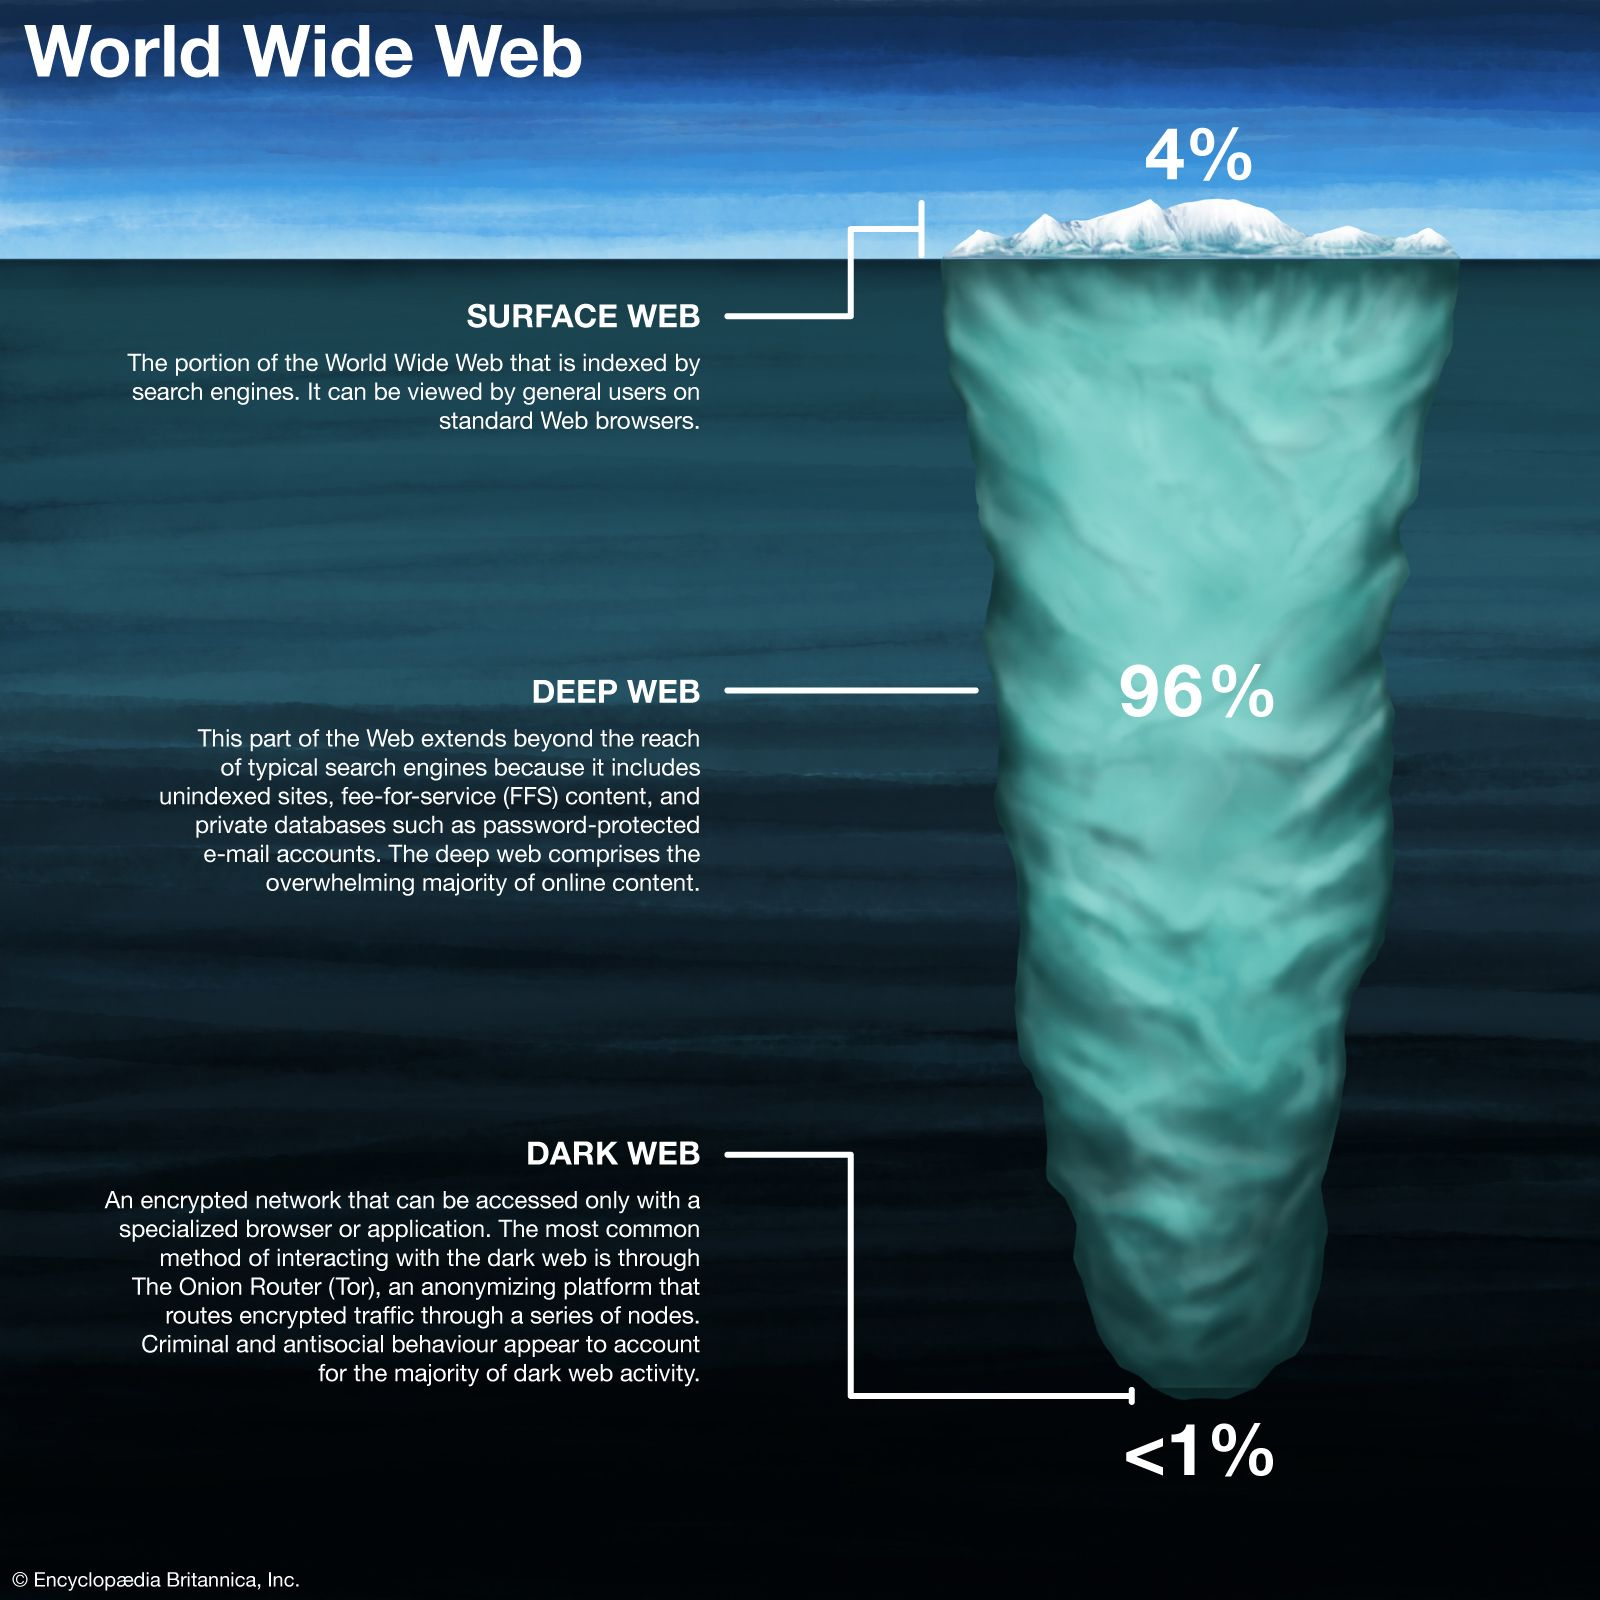 World Wide Web
4%
SURFACE WEB
The portion of the World Wide Web that is indexed by
search engines. It can be viewed by general users on
standard Web browsers.
DEEP WEB
96%
This part of the Web extends beyond the reach
of typical search engines because it includes
unindexed sites, fee-for-service (FFS) content, and
private databases such as password-protected
e-mail accounts. The deep web comprises the
overwhelming majority of online content.
DARK WEB
An encrypted network that can be accessed only with a
specialized browser or application. The most common
method of interacting with the dark web is through
The Onion Router (Tor), an anonymizing platform that
routes encrypted traffic through a series of nodes.
Criminal and antisocial behaviour appear to account
for the majority of dark web activity.
<1%
© Encyclopædia Britannica, Inc.